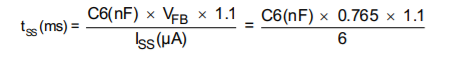 t_ss (ms) = C6(nF) × V_FB × 1.1 / I_SS (µA) = C6(nF) × 0.765 × 1.1 / 6